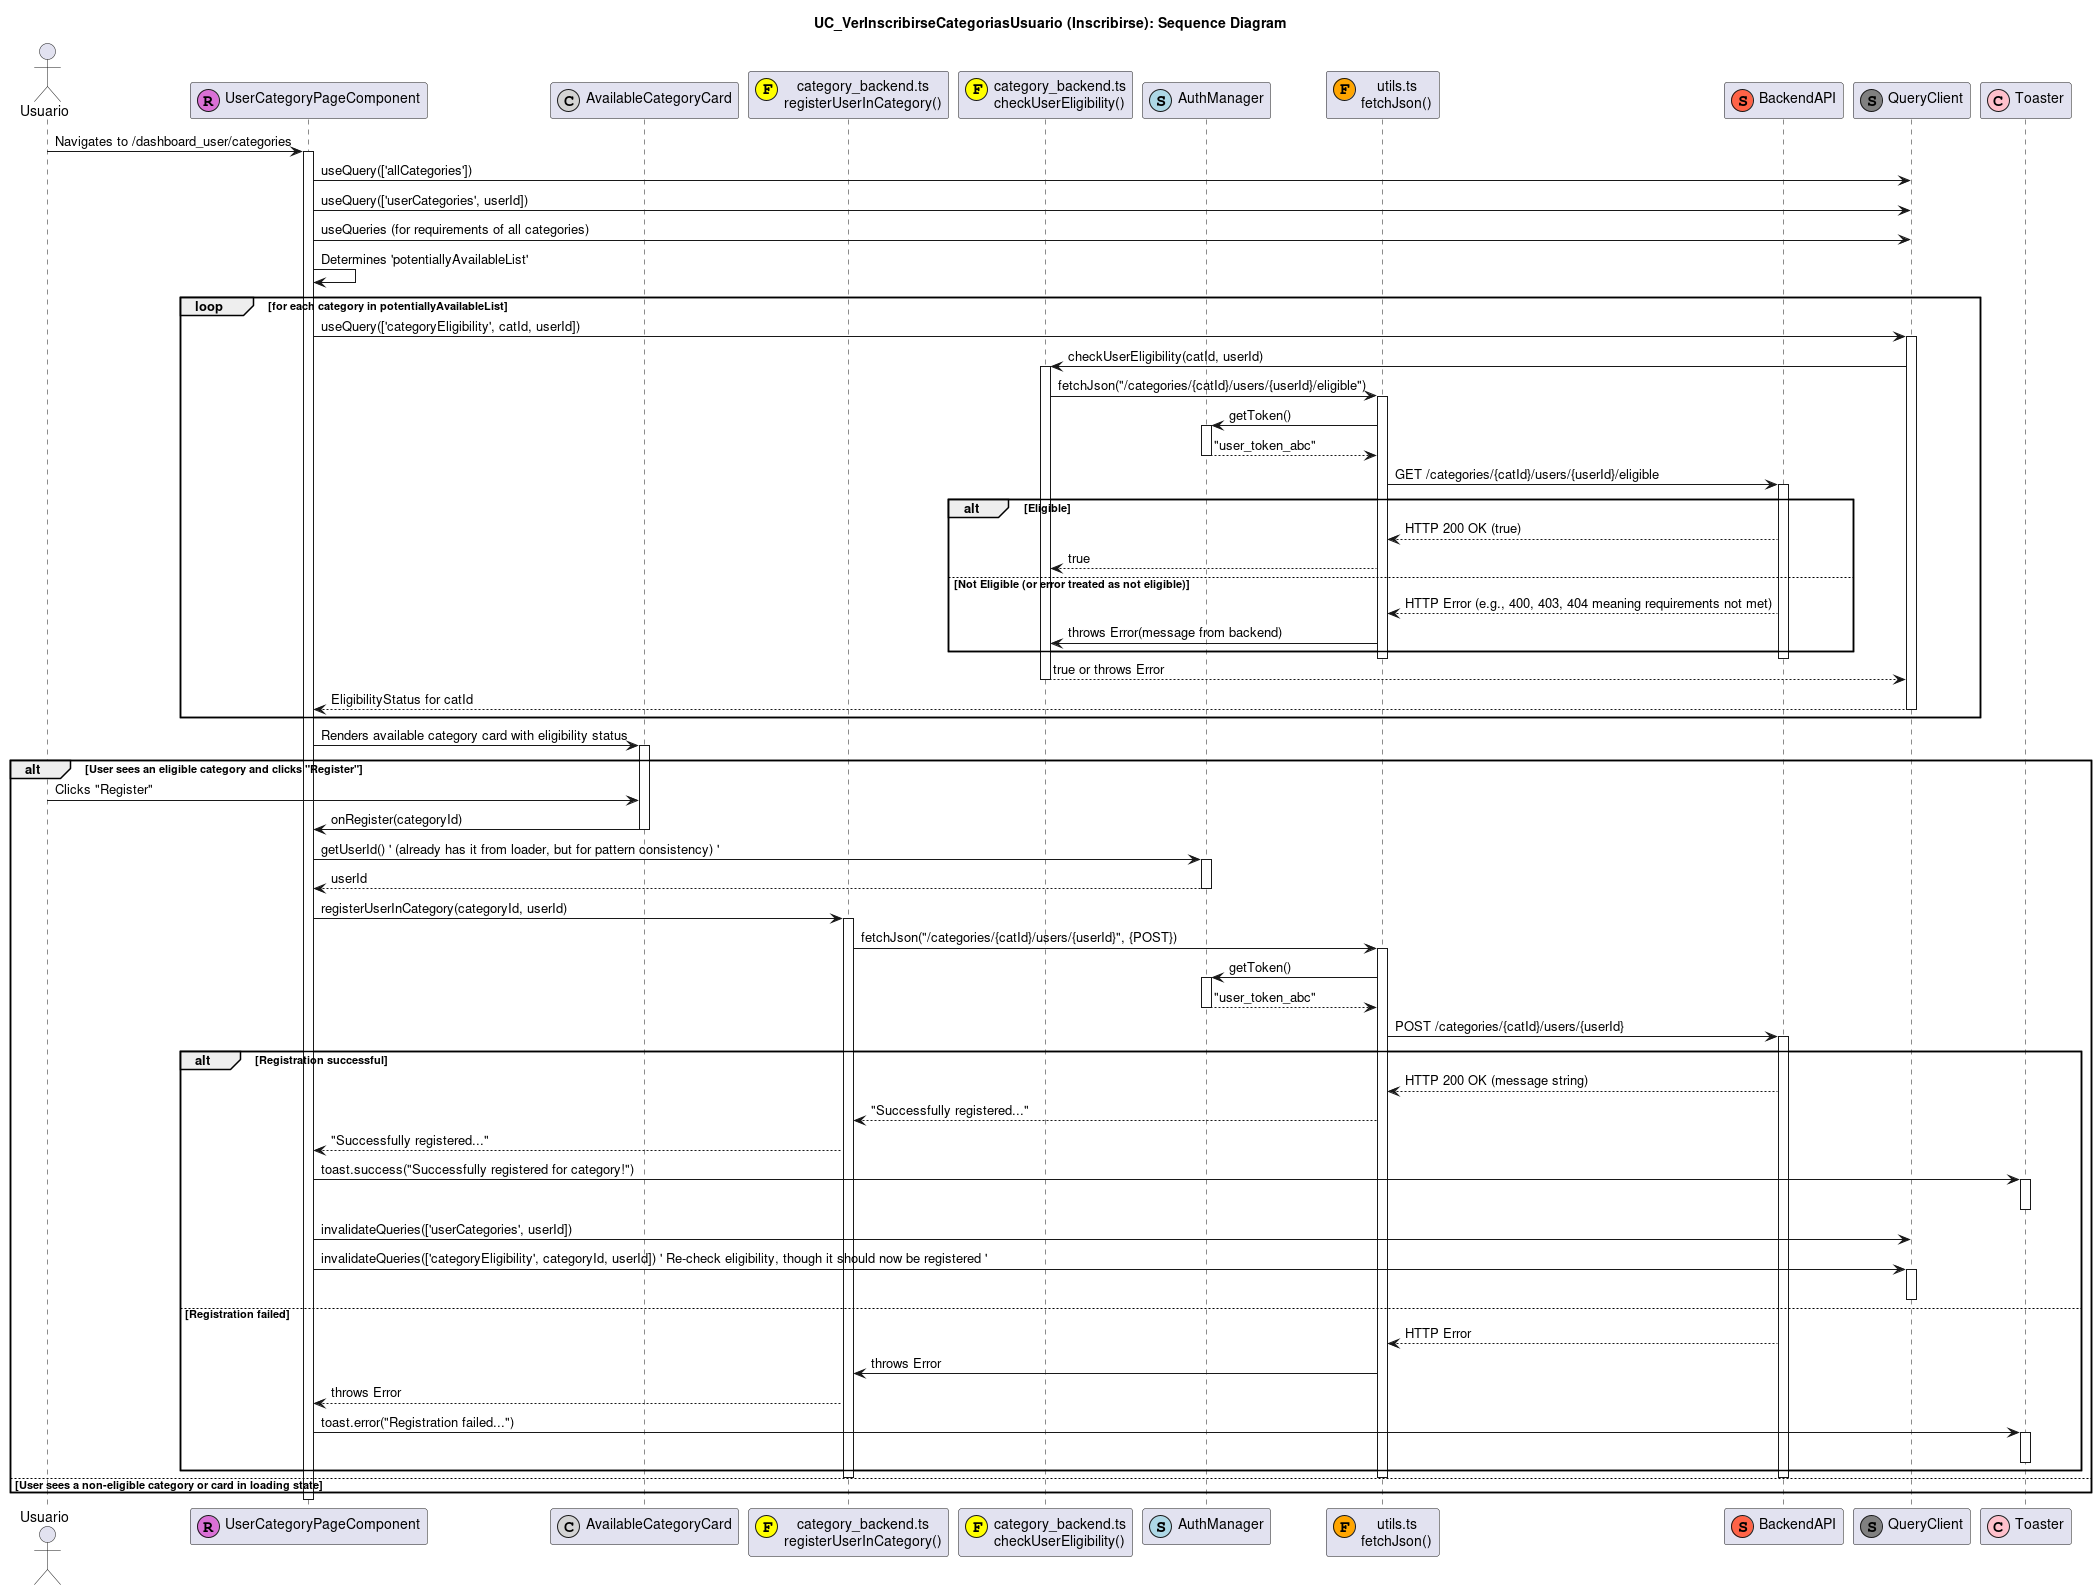 UC_VerInscribirseCategoriasUsuario (Inscribirse): Sequence Diagram
Usuario
R UserCategoryPageComponent
C AvailableCategoryCard
F category_backend.ts
registerUserInCategory()
F category_backend.ts
checkUserEligibility()
S AuthManager
F utils.ts
fetchJson()
S BackendAPI
S QueryClient
C Toaster
Navigates to /dashboard_user/categories
useQuery(['allCategories'])
useQuery(['userCategories', userId])
useQueries (for requirements of all categories)
Determines 'potentiallyAvailableList'
loop [for each category in potentiallyAvailableList]
useQuery(['categoryEligibility', catId, userId])
checkUserEligibility(catId, userId)
fetchJson("/categories/{catId}/users/{userId}/eligible")
getToken()
"user_token_abc"
GET /categories/{catId}/users/{userId}/eligible
alt [Eligible]
HTTP 200 OK (true)
true
[Not Eligible (or error treated as not eligible)]
HTTP Error (e.g., 400, 403, 404 meaning requirements not met)
throws Error(message from backend)
true or throws Error
EligibilityStatus for catId
Renders available category card with eligibility status
alt [User sees an eligible category and clicks "Register"]
Clicks "Register"
onRegister(categoryId)
getUserId() ' (already has it from loader, but for pattern consistency) '
userId
registerUserInCategory(categoryId, userId)
fetchJson("/categories/{catId}/users/{userId}", {POST})
getToken()
"user_token_abc"
POST /categories/{catId}/users/{userId}
alt [Registration successful]
HTTP 200 OK (message string)
"Successfully registered..."
"Successfully registered..."
toast.success("Successfully registered for category!")
invalidateQueries(['userCategories', userId])
invalidateQueries(['categoryEligibility', categoryId, userId]) ' Re-check eligibility, though it should now be registered '
[Registration failed]
HTTP Error
throws Error
throws Error
toast.error("Registration failed...")
[User sees a non-eligible category or card in loading state]
Usuario
R UserCategoryPageComponent
C AvailableCategoryCard
F category_backend.ts
registerUserInCategory()
F category_backend.ts
checkUserEligibility()
S AuthManager
F utils.ts
fetchJson()
S BackendAPI
S QueryClient
C Toaster